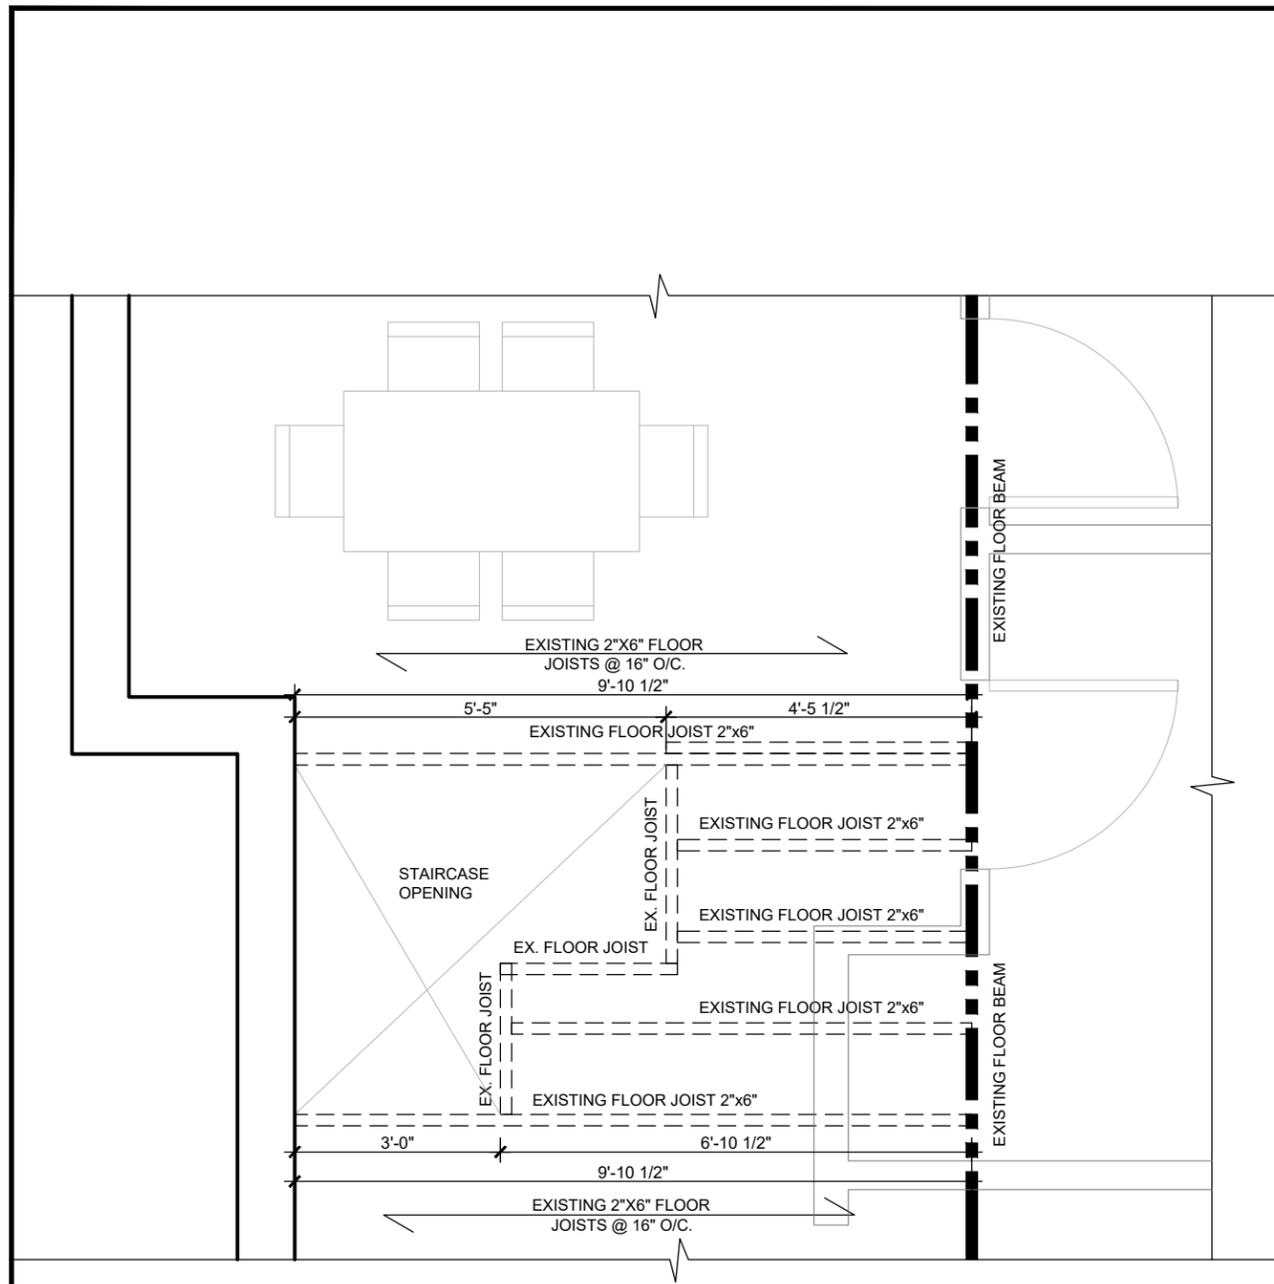 EXISTING FLOOR BEAM
EXISTING 2"X6" FLOOR
JOISTS @ 16" O/C.
9'-10 1/2"
5'-5"
4'-5 1/2"
EXISTING FLOOR JOIST 2"x6"
EX. FLOOR JOIST
EXISTING FLOOR JOIST 2"x6"
STAIRCASE
OPENING
EXISTING FLOOR JOIST 2"x6"
EX. FLOOR JOIST
EX. FLOOR JOIST
EXISTING FLOOR JOIST 2"x6"
EXISTING FLOOR BEAM
EXISTING FLOOR JOIST 2"x6"
3'-0"
6'-10 1/2"
9'-10 1/2"
EXISTING 2"X6" FLOOR
JOISTS @ 16" O/C.